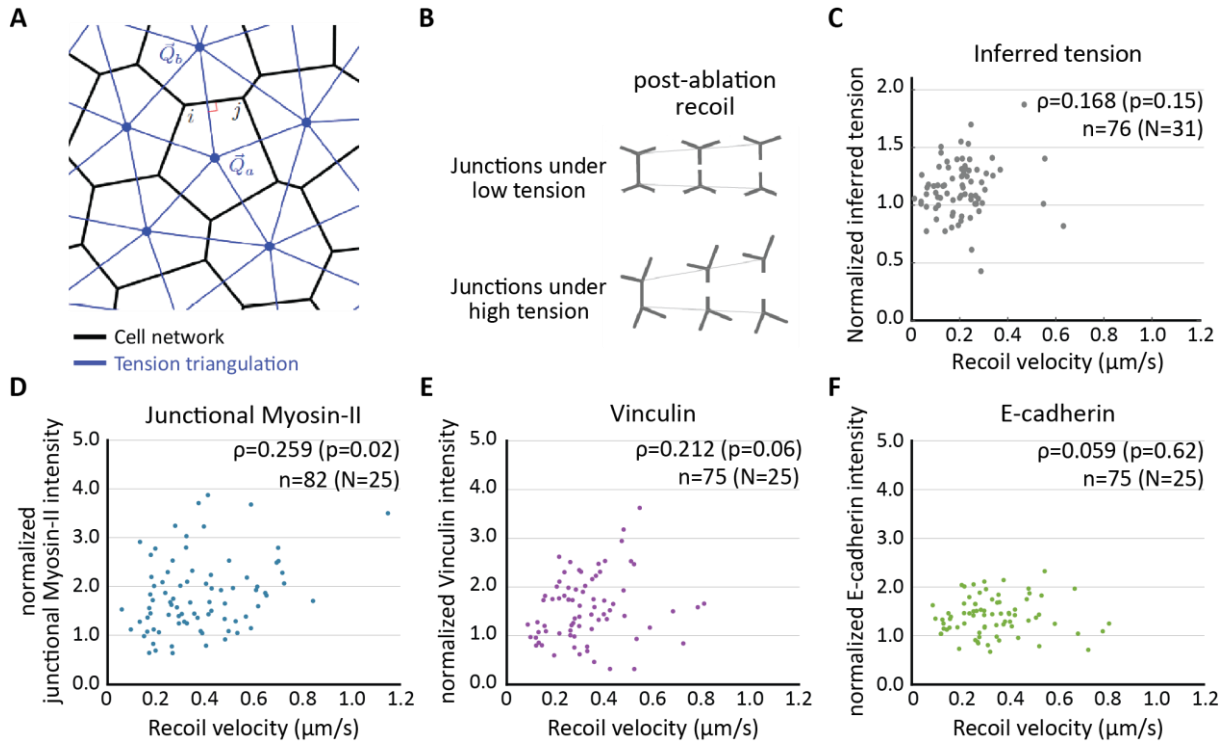 A
Q⃗b
i
j
Q⃗a
Cell network
Tension triangulation
B
post-ablation
recoil
Junctions under
low tension
Junctions under
high tension
C
Inferred tension
ρ=0.168 (p=0.15)
n=76 (N=31)
Normalized inferred tension
2.0
1.5
1.0
0.5
0.0
0
0.2
0.4
0.6
0.8
1.0
1.2
Recoil velocity (μm/s)
D
Junctional Myosin-II
ρ=0.259 (p=0.02)
n=82 (N=25)
normalized
junctional Myosin-II intensity
5.0
4.0
3.0
2.0
1.0
0.0
0
0.2
0.4
0.6
0.8
1.0
1.2
Recoil velocity (μm/s)
E
Vinculin
ρ=0.212 (p=0.06)
n=75 (N=25)
normalized Vinculin intensity
5.0
4.0
3.0
2.0
1.0
0
0
0.2
0.4
0.6
0.8
1.0
1.2
Recoil velocity (μm/s)
F
E-cadherin
ρ=0.059 (p=0.62)
n=75 (N=25)
normalized E-cadherin intensity
5.0
4.0
3.0
2.0
1.0
0.0
0
0.2
0.4
0.6
0.8
1.0
1.2
Recoil velocity (μm/s)